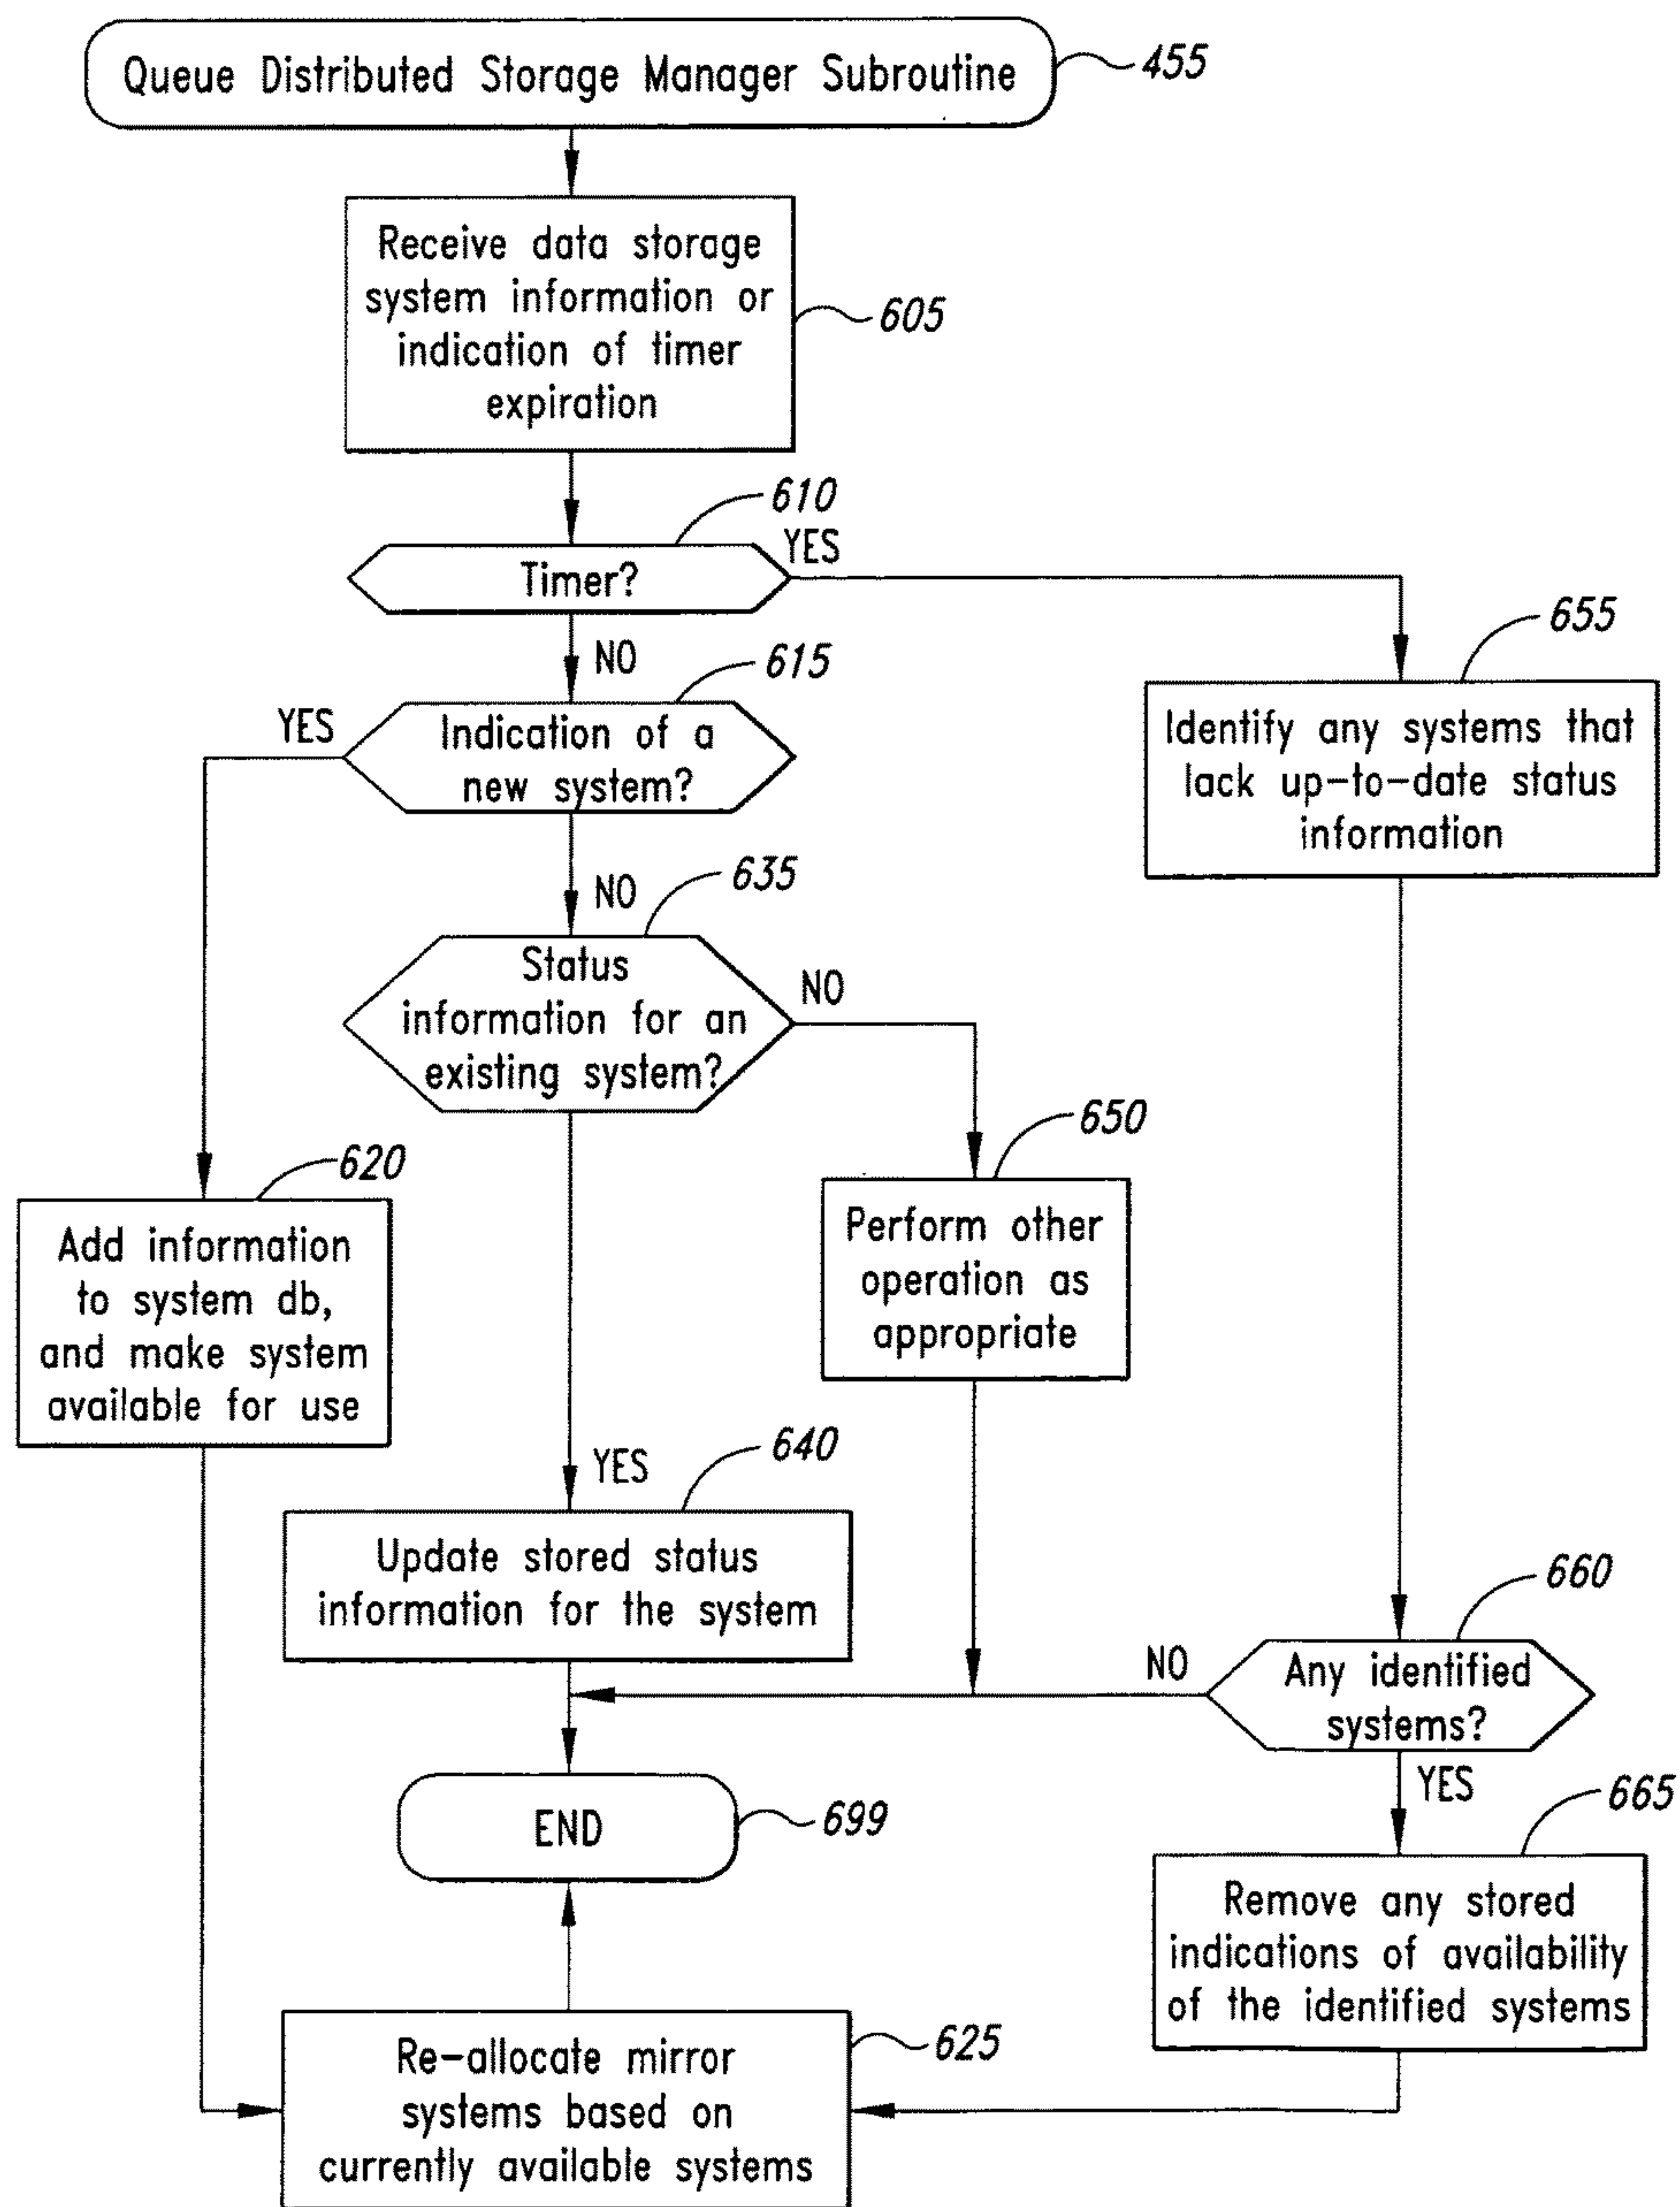 Queue Distributed Storage Manager Subroutine
455
Receive data storage
system information or
indication of timer
expiration
605
610
Timer?
YES
NO
615
YES
Indication of a
new system?
655
Identify any systems that
lack up-to-date status
information
NO
635
Status
information for an
existing system?
NO
620
Add information
to system db,
and make system
available for use
650
Perform other
operation as
appropriate
YES
640
Update stored status
information for the system
660
Any identified
systems?
NO
YES
END
699
665
Remove any stored
indications of availability
of the identified systems
Re-allocate mirror
systems based on
currently available systems
625